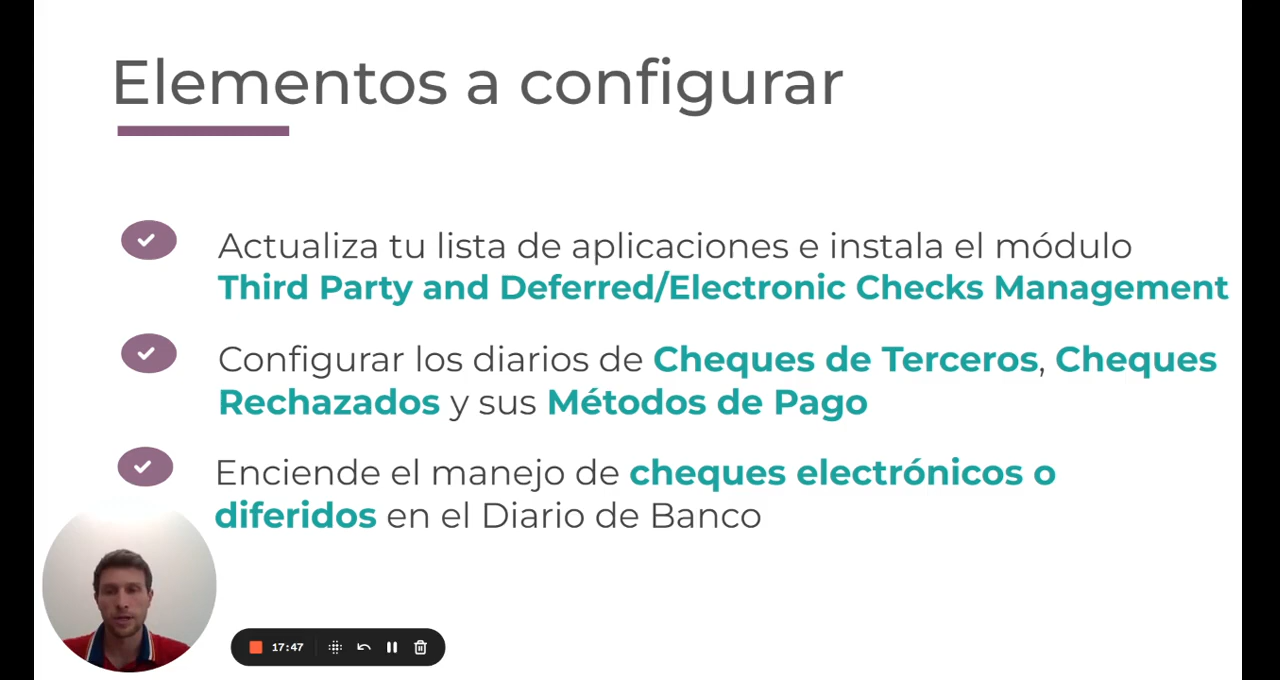 Elementos a configurar
Actualiza tu lista de aplicaciones e instala el módulo
Third Party and Deferred/Electronic Checks Management
Configurar los diarios de Cheques de Terceros, Cheques
Rechazados y sus Métodos de Pago
Enciende el manejo de cheques electrónicos o
diferidos en el Diario de Banco
17:47